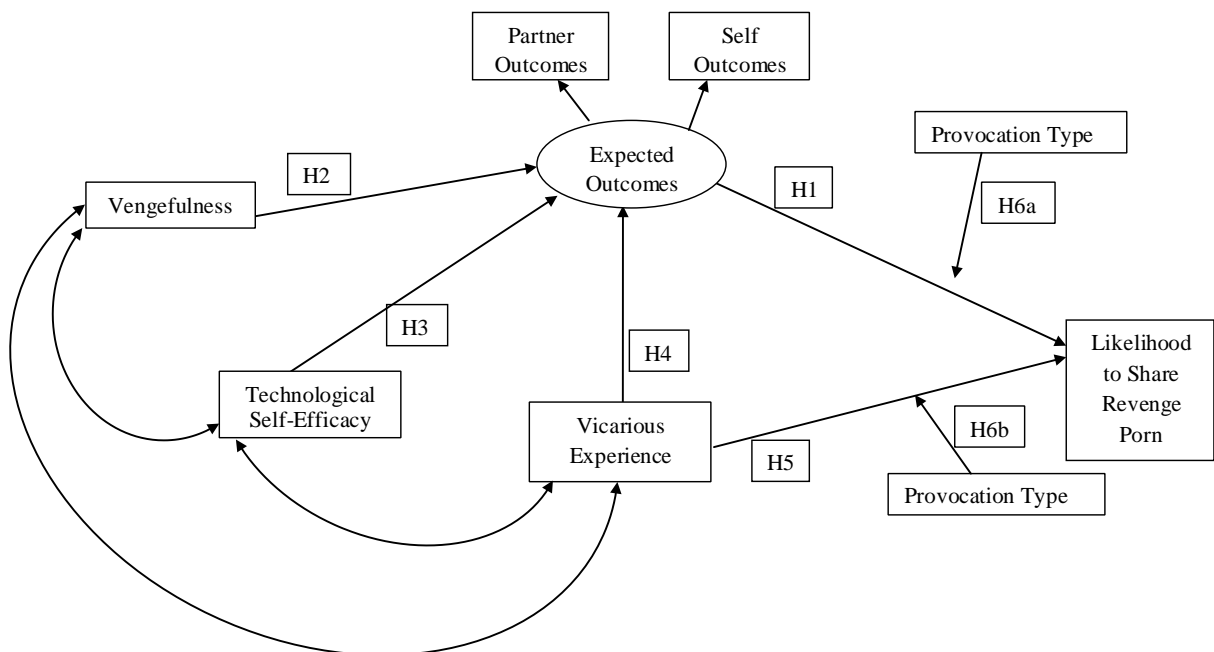 Partner
Outcomes
Self
Outcomes
Provocation Type
Expected
Outcomes
H1
H2
H6a
Vengefulness
H3
H4
Likelihood
to Share
Revenge
Porn
Technological
Self-Efficacy
Vicarious
Experience
H6b
H5
Provocation Type